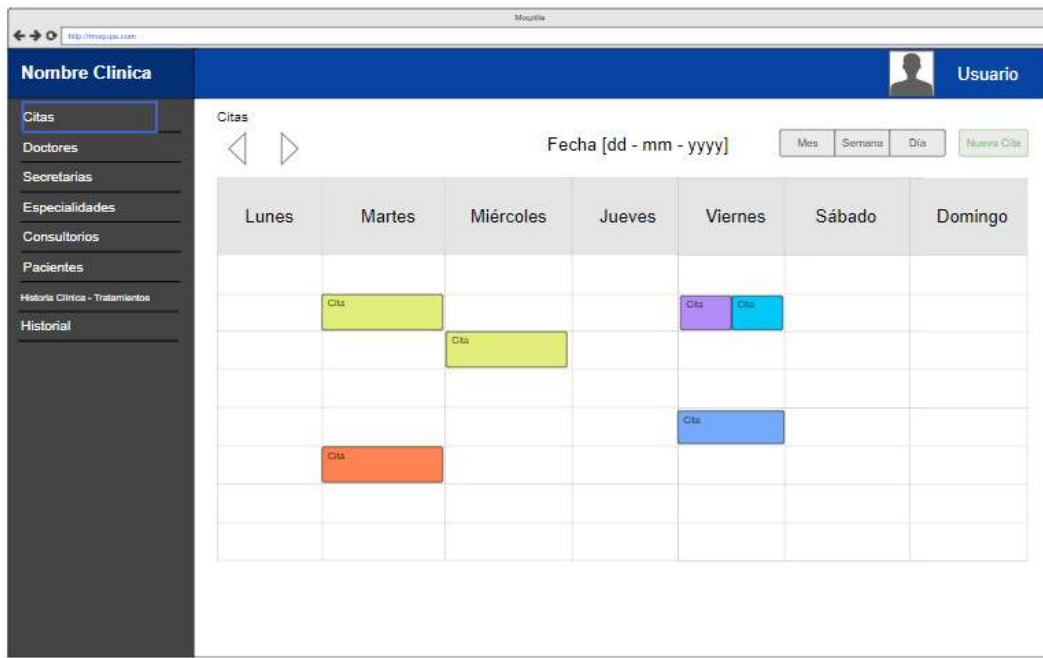 Nombre Clinica
Usuario
Citas
Doctores
Secretarias
Especialidades
Consultorios
Pacientes
Historia Clinica - Tratamientos
Historial
Citas
Fecha [dd - mm - yyyy]
Mes Semana Día
Nueva Cita
Lunes Martes Miércoles Jueves Viernes Sábado Domingo
Cita Cita Cita
Cita
Cita
Cita